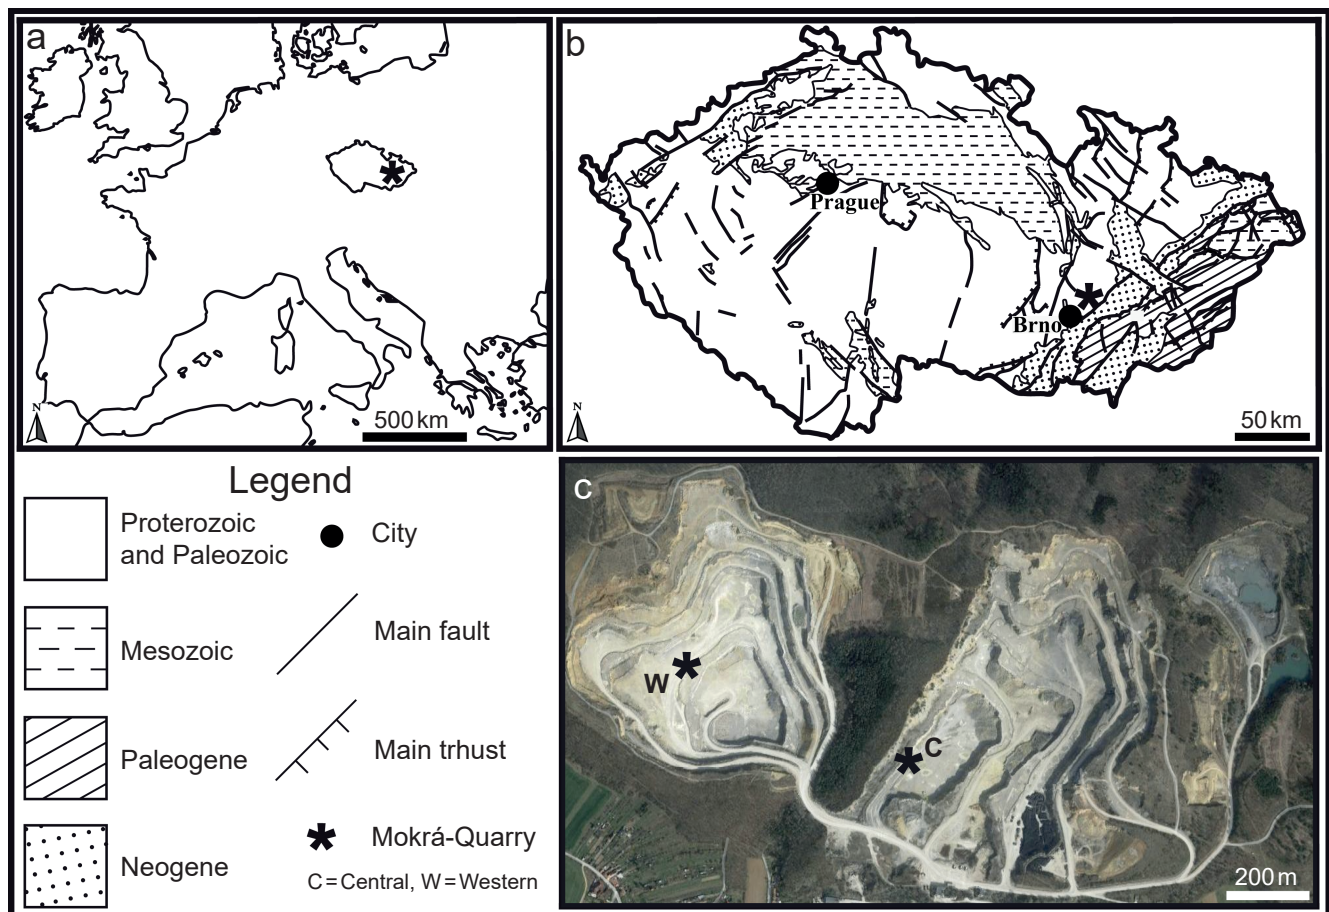 a
N
500 km
b
Prague
Brno
N
50 km
Legend
Proterozoic
and Paleozoic
City
Mesozoic
Main fault
Paleogene
Main trhust
Neogene
Mokrá-Quarry
C=Central, W=Western
c
W
C
200 m